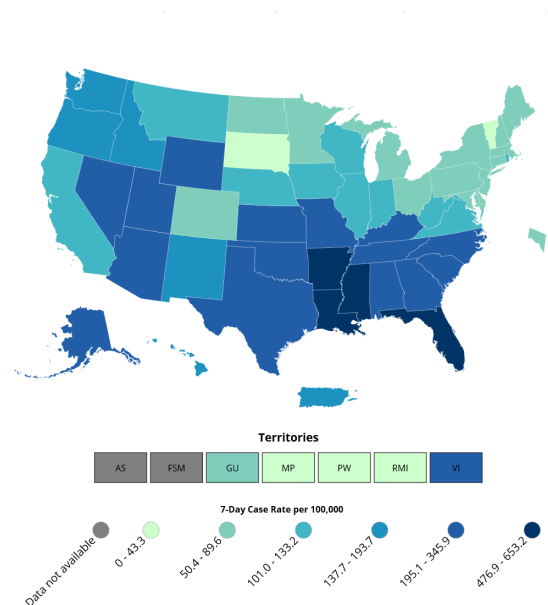 Territories
AS FSM GU MP PW RMI VI
7-Day Case Rate per 100,000
Data not available
0 - 43.3
50.4 - 89.6
101.0 - 133.2
137.7 - 193.7
195.1 - 345.9
476.9 - 653.2